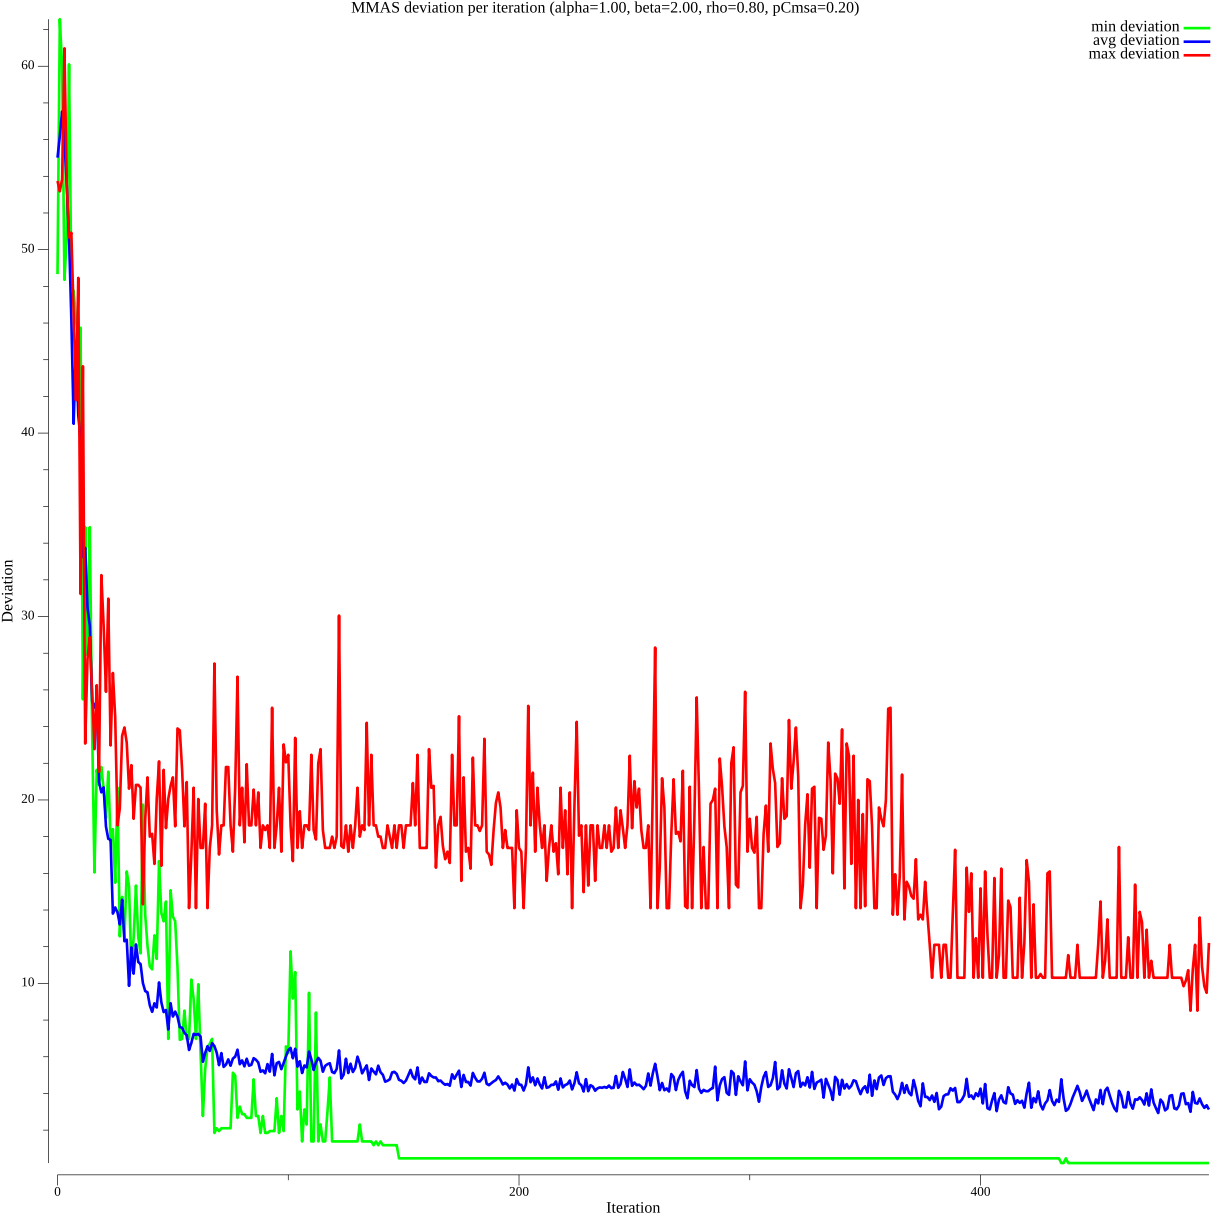 MMAS deviation per iteration (alpha=1.00, beta=2.00, rho=0.80, pCmsa=0.20)
min deviation
avg deviation
max deviation
60
50
40
30
20
10
Deviation
0
200
400
Iteration